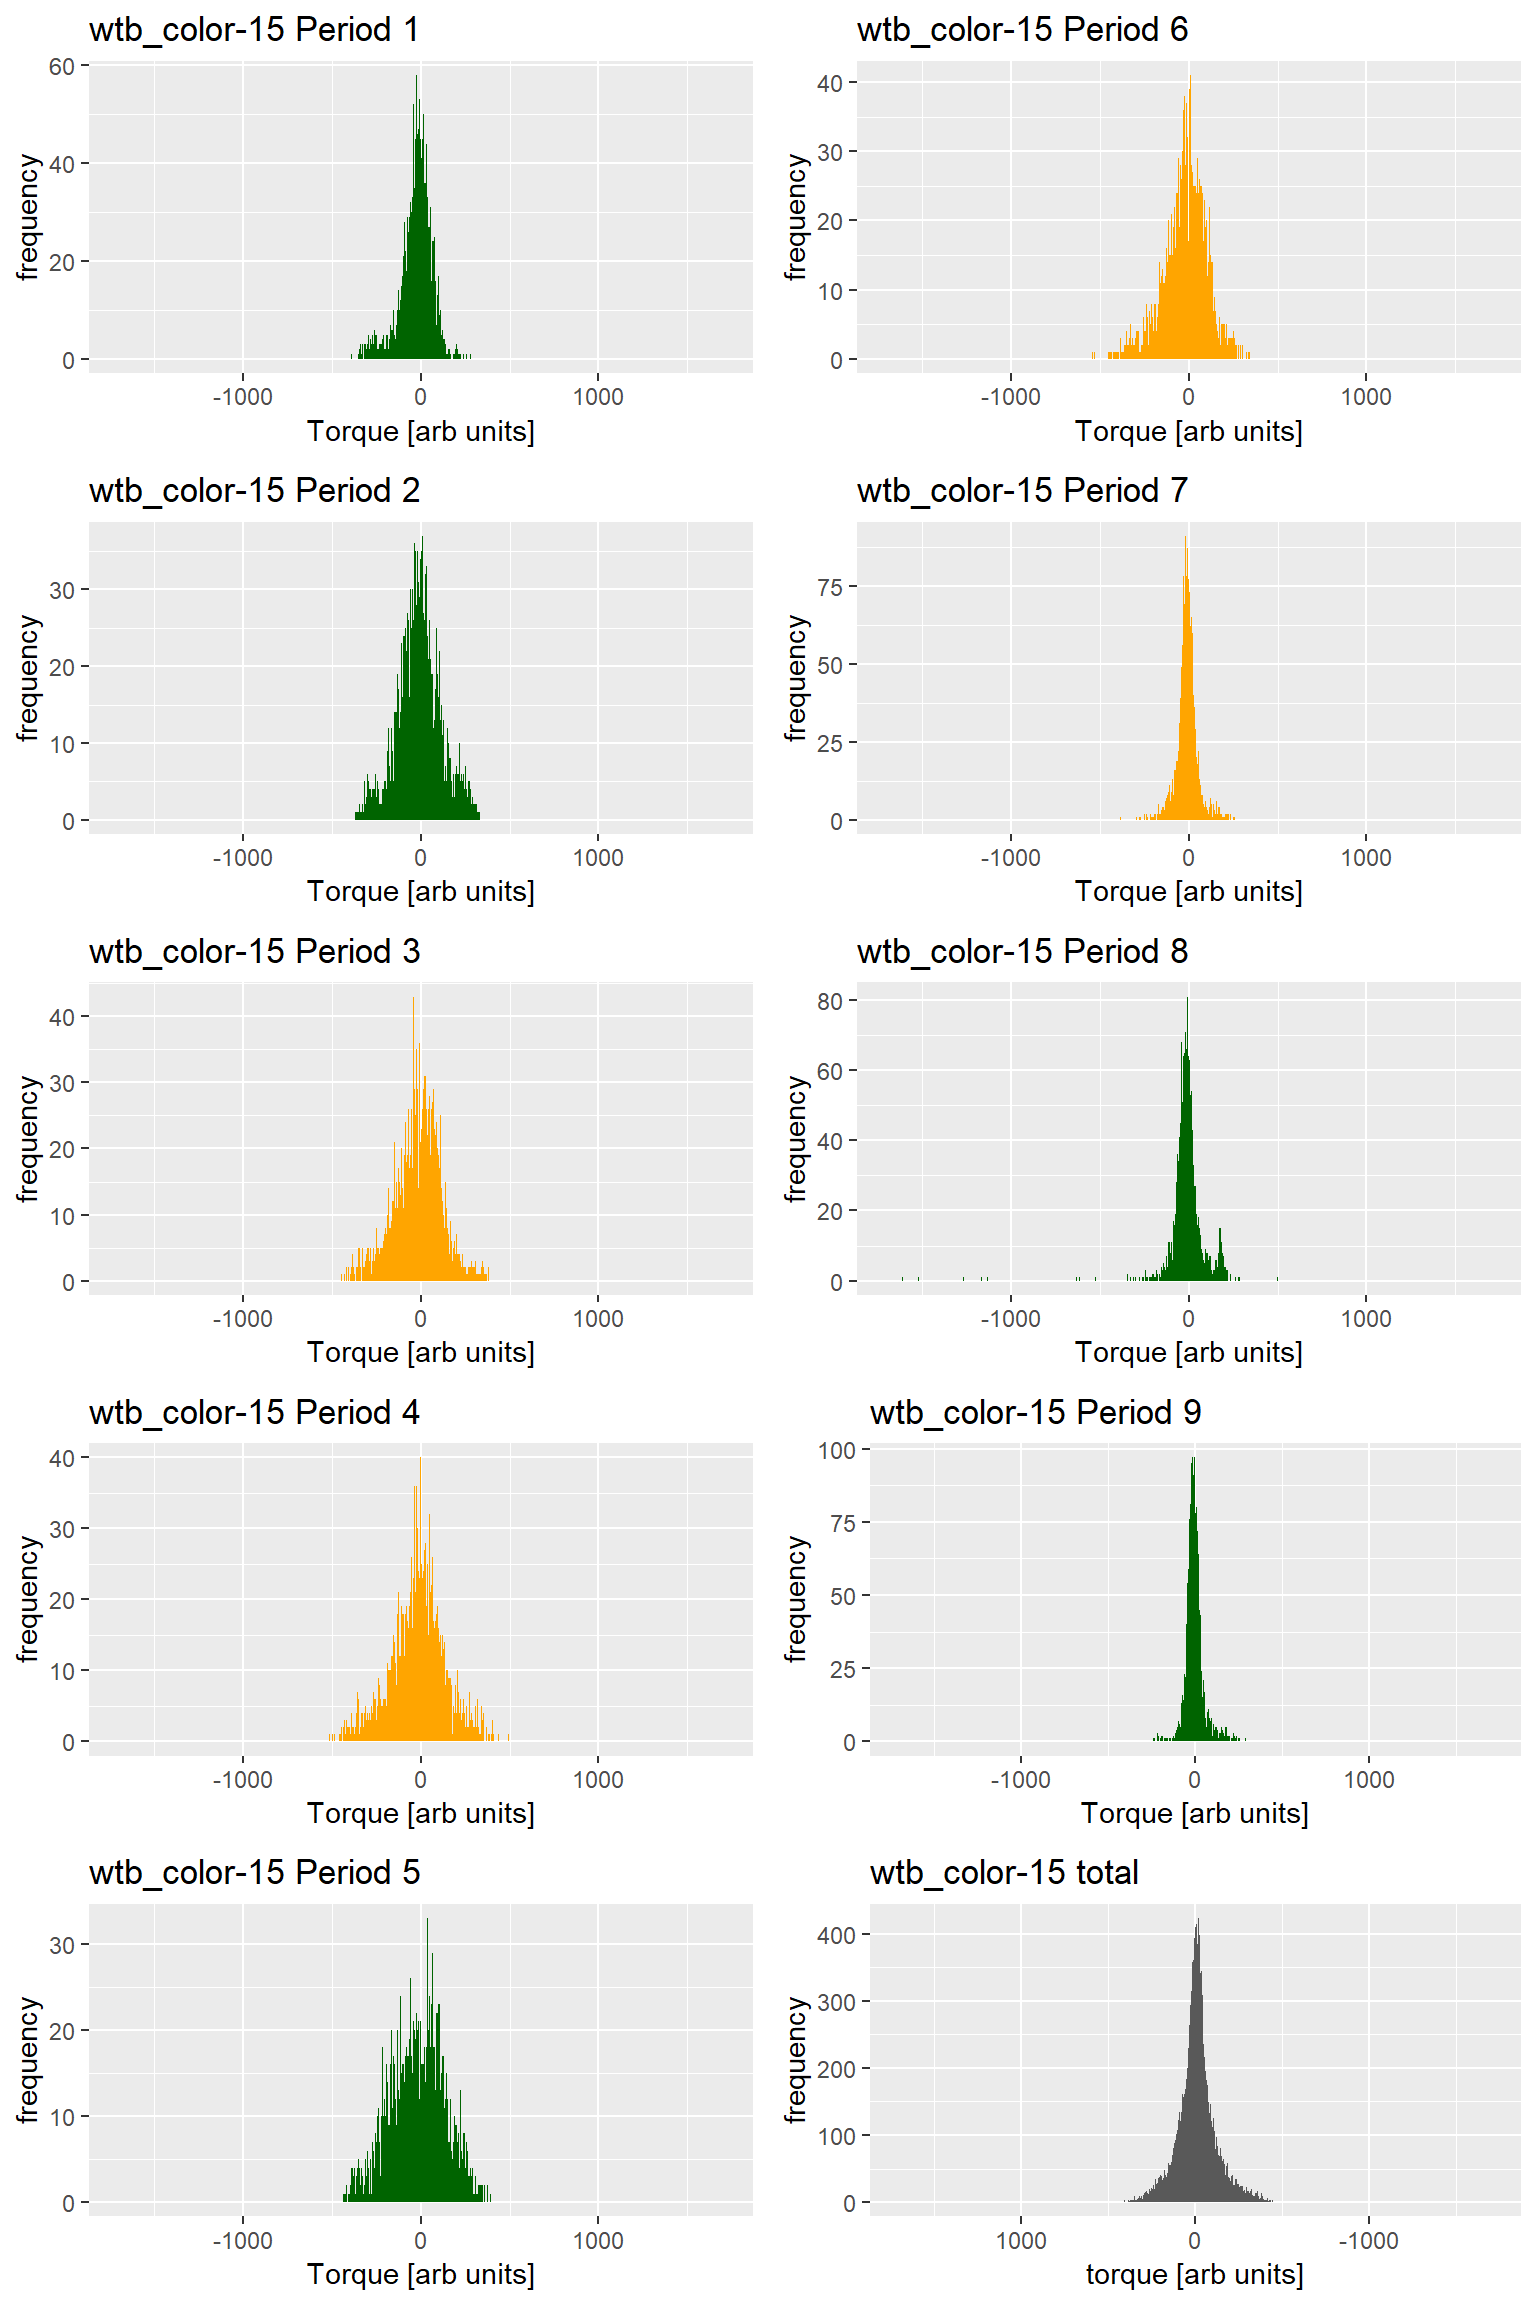 wtb_color-15 Period 1
60
40
20
0
frequency
-1000 0 1000
Torque [arb units]
wtb_color-15 Period 6
40
30
20
10
0
frequency
-1000 0 1000
Torque [arb units]
wtb_color-15 Period 2
30
20
10
0
frequency
-1000 0 1000
Torque [arb units]
wtb_color-15 Period 7
75
50
25
0
frequency
-1000 0 1000
Torque [arb units]
wtb_color-15 Period 3
40
30
20
10
0
frequency
-1000 0 1000
Torque [arb units]
wtb_color-15 Period 8
80
60
40
20
0
frequency
-1000 0 1000
Torque [arb units]
wtb_color-15 Period 4
40
30
20
10
0
frequency
-1000 0 1000
Torque [arb units]
wtb_color-15 Period 9
100
75
50
25
0
frequency
-1000 0 1000
Torque [arb units]
wtb_color-15 Period 5
30
20
10
0
frequency
-1000 0 1000
Torque [arb units]
wtb_color-15 total
400
300
200
100
0
frequency
1000 0 -1000
torque [arb units]